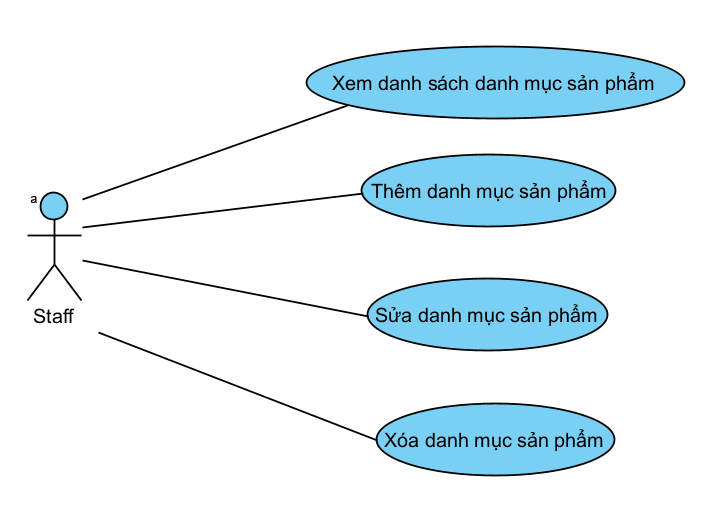 Xem danh sách danh mục sản phẩm
Thêm danh mục sản phẩm
a
Staff
Sửa danh mục sản phẩm
Xóa danh mục sản phẩm